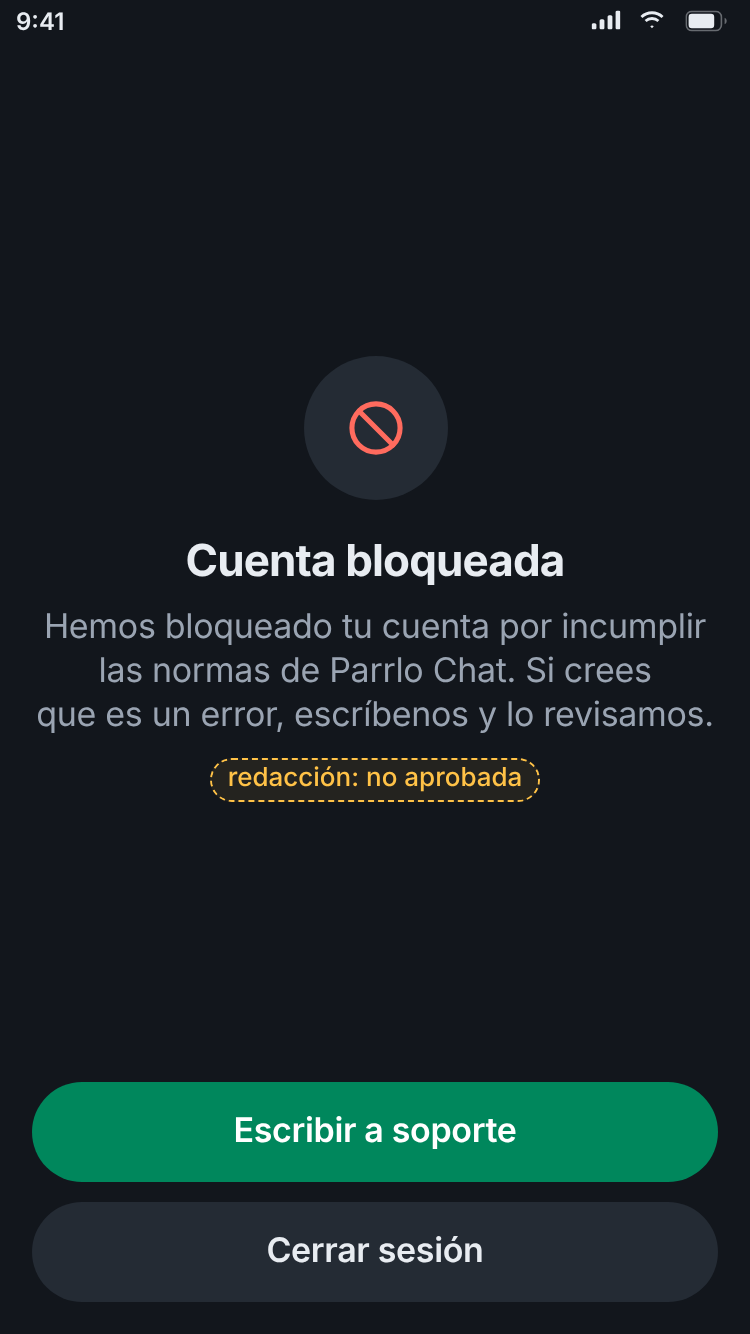 9:41
Cuenta bloqueada
Hemos bloqueado tu cuenta por incumplir
las normas de Parrlo Chat. Si crees
que es un error, escríbenos y lo revisamos.
redacción: no aprobada
Escribir a soporte
Cerrar sesión